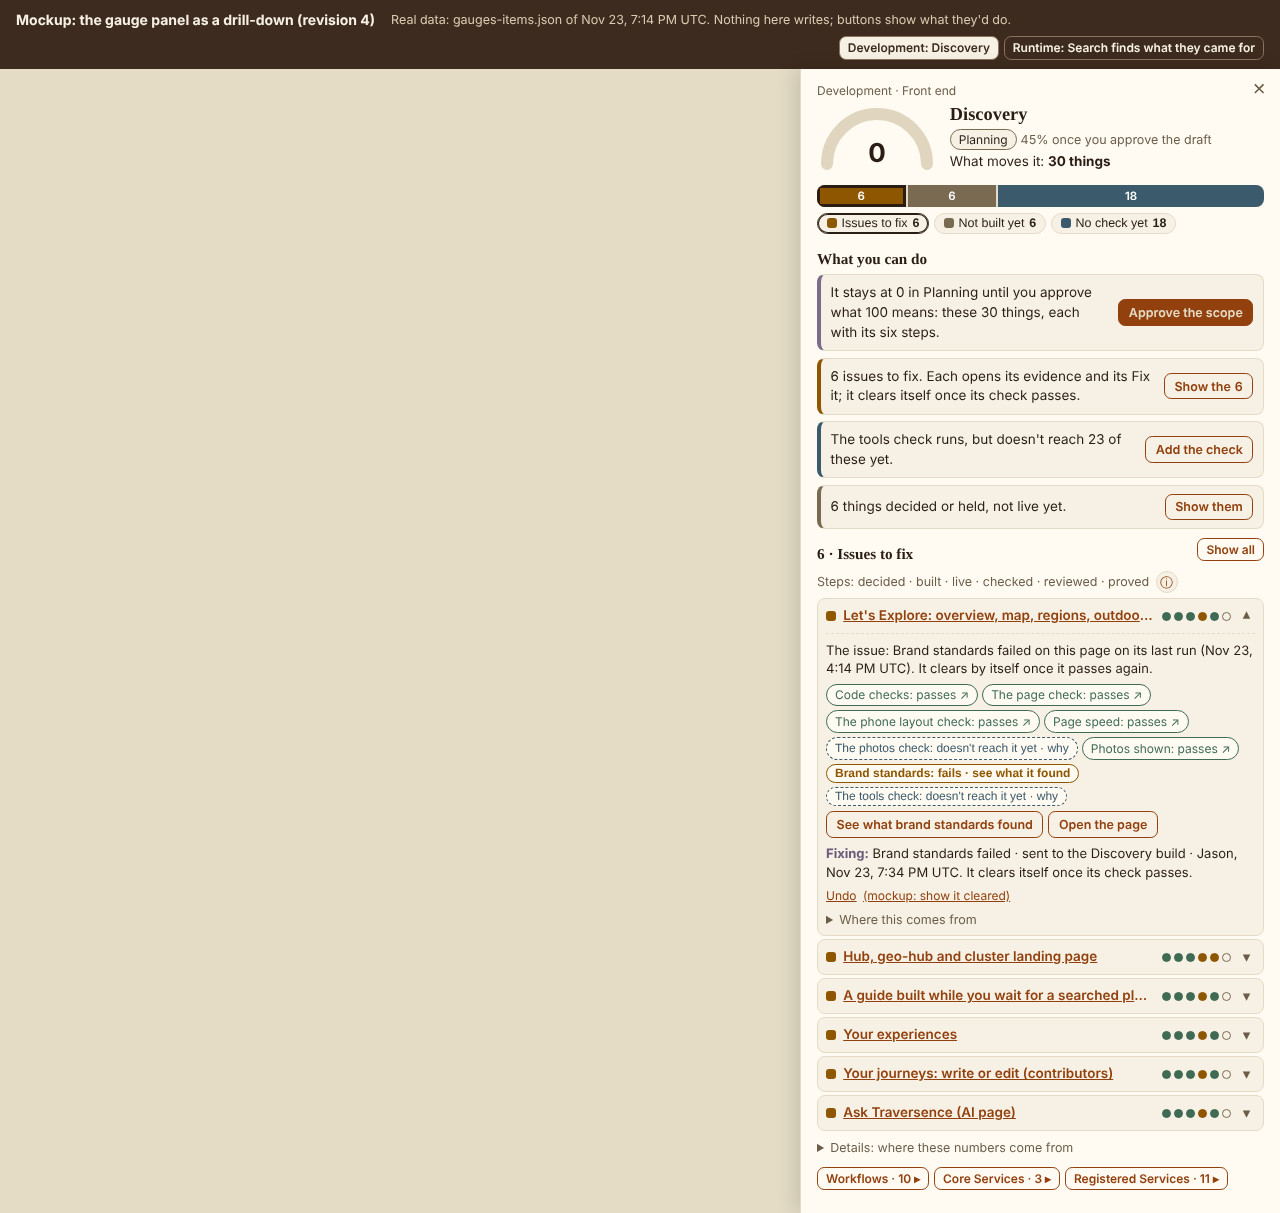 Mockup: the gauge panel as a drill-down (revision 4) Real data: gauges-items.json of Nov 23, 7:14 PM UTC. Nothing here writes; buttons show what they'd do.
Development: Discovery Runtime: Search finds what they came for
Development · Front end ✕
Discovery
0
Planning 45% once you approve the draft
What moves it: 30 things
6 6 18
Issues to fix 6 Not built yet 6 No check yet 18
What you can do
It stays at 0 in Planning until you approve
what 100 means: these 30 things, each
with its six steps.
Approve the scope
6 issues to fix. Each opens its evidence and its Fix
it; it clears itself once its check passes.
Show the 6
The tools check runs, but doesn't reach 23 of
these yet.
Add the check
6 things decided or held, not live yet.
Show them
6 · Issues to fix Show all
Steps: decided · built · live · checked · reviewed · proved ⓘ
Let's Explore: overview, map, regions, outdoo… ▲
The issue: Brand standards failed on this page on its last run (Nov 23,
4:14 PM UTC). It clears by itself once it passes again.
Code checks: passes ↗ The page check: passes ↗
The phone layout check: passes ↗ Page speed: passes ↗
The photos check: doesn't reach it yet · why Photos shown: passes ↗
Brand standards: fails · see what it found
The tools check: doesn't reach it yet · why
See what brand standards found Open the page
Fixing: Brand standards failed · sent to the Discovery build · Jason,
Nov 23, 7:34 PM UTC. It clears itself once its check passes.
Undo (mockup: show it cleared)
▶ Where this comes from
Hub, geo-hub and cluster landing page ▼
A guide built while you wait for a searched pl… ▼
Your experiences ▼
Your journeys: write or edit (contributors) ▼
Ask Traversence (AI page) ▼
▶ Details: where these numbers come from
Workflows · 10 ▸ Core Services · 3 ▸ Registered Services · 11 ▸